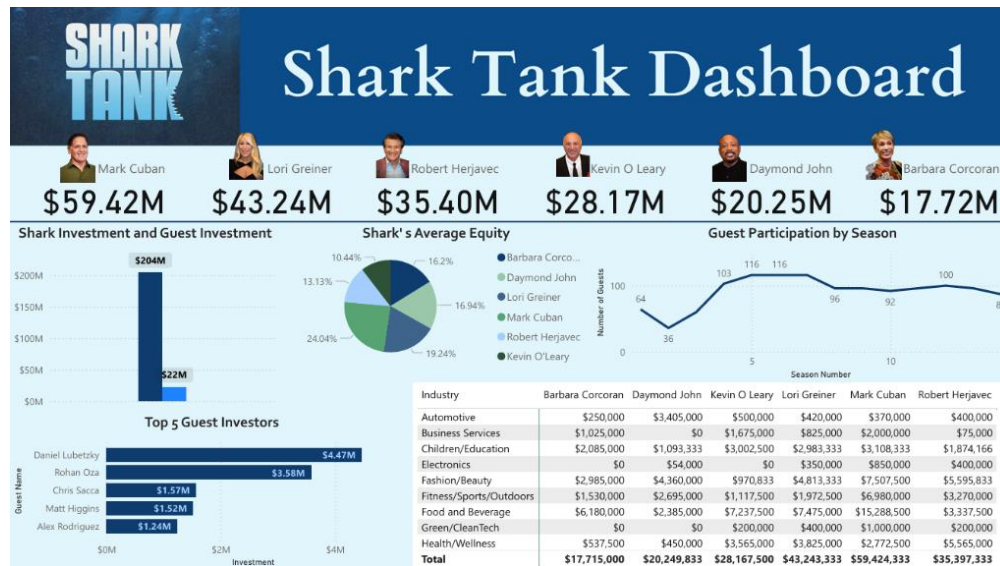 SHARK
TANK
Shark Tank Dashboard
Mark Cuban
Lori Greiner
Robert Herjavec
Kevin O Leary
Daymond John
Barbara Corcoran
$59.42M
$43.24M
$35.40M
$28.17M
$20.25M
$17.72M
Shark Investment and Guest Investment
$204M
$22M
$200M
$150M
$100M
$50M
$0M
Shark' s Average Equity
10.44%
16.2%
13.13%
16.94%
24.04%
19.24%
Barbara Corco...
Daymond John
Lori Greiner
Mark Cuban
Robert Herjavec
Kevin O'Leary
Guest Participation by Season
Number of Guests
100
0
64
36
103
116
116
96
92
100
8
5
10
Season Number
Top 5 Guest Investors
Guest Name
Daniel Lubetzky $4.47M
Rohan Oza $3.58M
Chris Sacca $1.57M
Matt Higgins $1.52M
Alex Rodriguez $1.24M
$0M $2M $4M
Investment
Industry Barbara Corcoran Daymond John Kevin O Leary Lori Greiner Mark Cuban Robert Herjavec
Automotive $250,000 $3,405,000 $500,000 $420,000 $370,000 $400,000
Business Services $1,025,000 $0 $1,675,000 $825,000 $2,000,000 $75,000
Children/Education $2,085,000 $1,093,333 $3,002,500 $2,983,333 $3,108,333 $1,874,166
Electronics $0 $54,000 $0 $350,000 $850,000 $400,000
Fashion/Beauty $2,985,000 $4,360,000 $970,833 $4,813,333 $7,507,500 $5,595,833
Fitness/Sports/Outdoors $1,530,000 $2,695,000 $1,117,500 $1,972,500 $6,980,000 $3,270,000
Food and Beverage $6,180,000 $2,385,000 $7,237,500 $7,475,000 $15,288,500 $3,337,500
Green/CleanTech $0 $0 $200,000 $400,000 $1,000,000 $200,000
Health/Wellness $537,500 $450,000 $3,565,000 $3,825,000 $2,772,500 $5,565,000
Total $17,715,000 $20,249,833 $28,167,500 $43,243,333 $59,424,333 $35,397,333